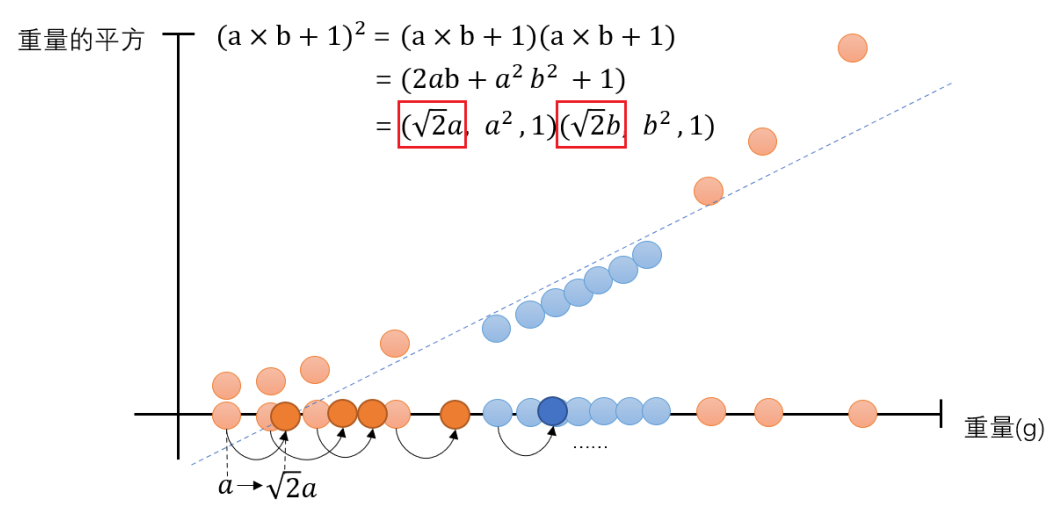 重量的平方
(a × b + 1)² = (a × b + 1)(a × b + 1)
= (2ab + a² b² + 1)
= (√2a, a² , 1)(√2b, b² , 1)
重量(g)
......
a→√2a